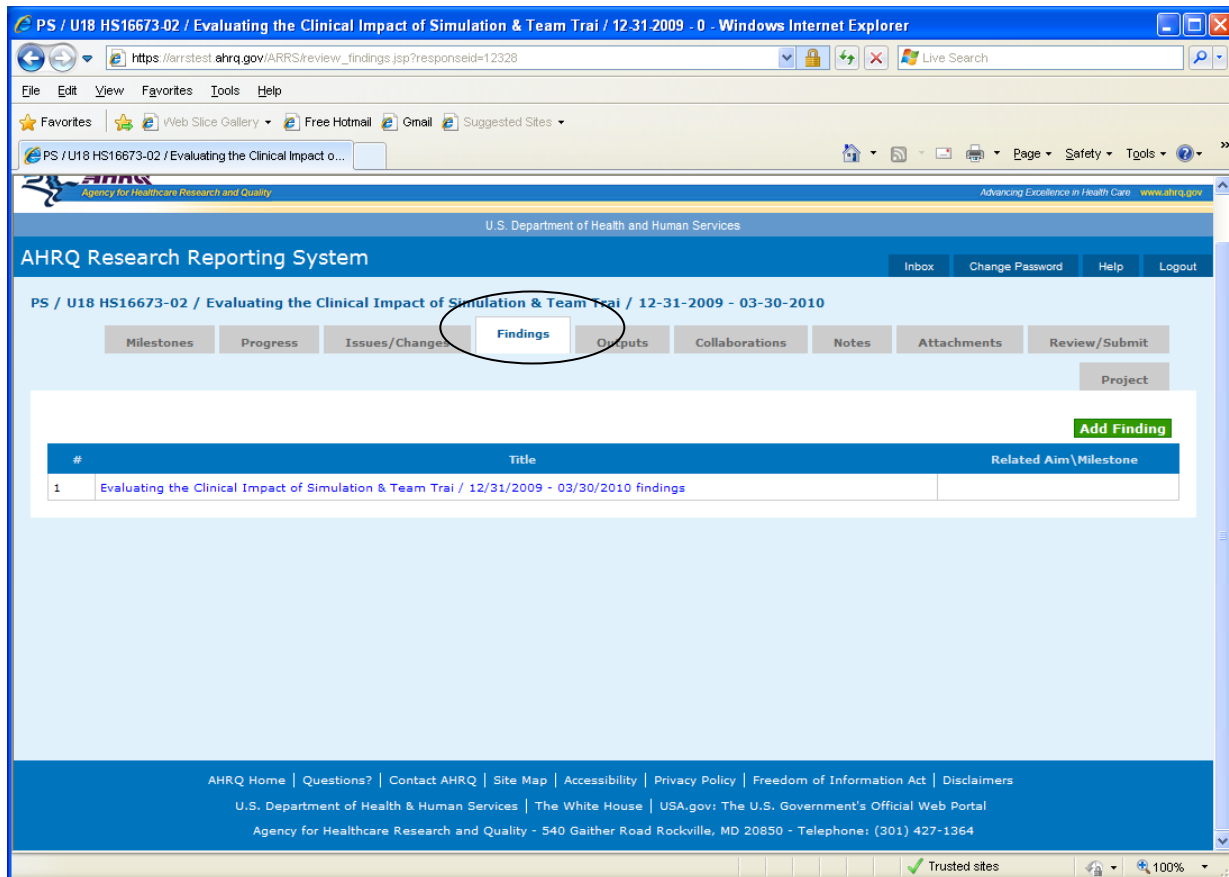 PS / U18 HS16673-02 / Evaluating the Clinical Impact of Simulation & Team Trai / 12-31-2009 - 0 - Windows Internet Explorer
https://arrstest.ahrq.gov/ARRS/review_findings.jsp?responseid=12328
Live Search
File Edit View Favorites Tools Help
Favorites Web Slice Gallery Free Hotmail Gmail Suggested Sites
PS / U18 HS16673-02 / Evaluating the Clinical Impact o... Page Safety Tools »
AHRQ
Agency for Healthcare Research and Quality Advancing Excellence in Health Care www.ahrq.gov
U.S. Department of Health and Human Services
AHRQ Research Reporting System
Inbox Change Password Help Logout
PS / U18 HS16673-02 / Evaluating the Clinical Impact of Simulation & Team Trai / 12-31-2009 - 03-30-2010
Milestones Progress Issues/Changes Findings Outputs Collaborations Notes Attachments Review/Submit
Project
Add Finding
# Title Related Aim\Milestone
1 Evaluating the Clinical Impact of Simulation & Team Trai / 12/31/2009 - 03/30/2010 findings
AHRQ Home | Questions? | Contact AHRQ | Site Map | Accessibility | Privacy Policy | Freedom of Information Act | Disclaimers
U.S. Department of Health & Human Services | The White House | USA.gov: The U.S. Government's Official Web Portal
Agency for Healthcare Research and Quality - 540 Gaither Road Rockville, MD 20850 - Telephone: (301) 427-1364
Trusted sites 100%